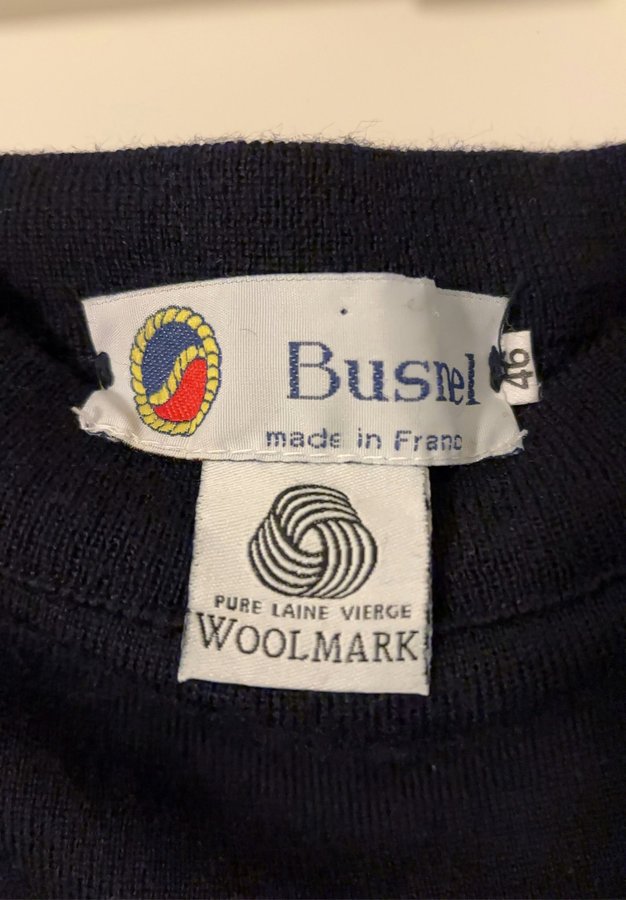 Busnel
made in Franc
46
PURE LAINE VIERGE
WOOLMARK